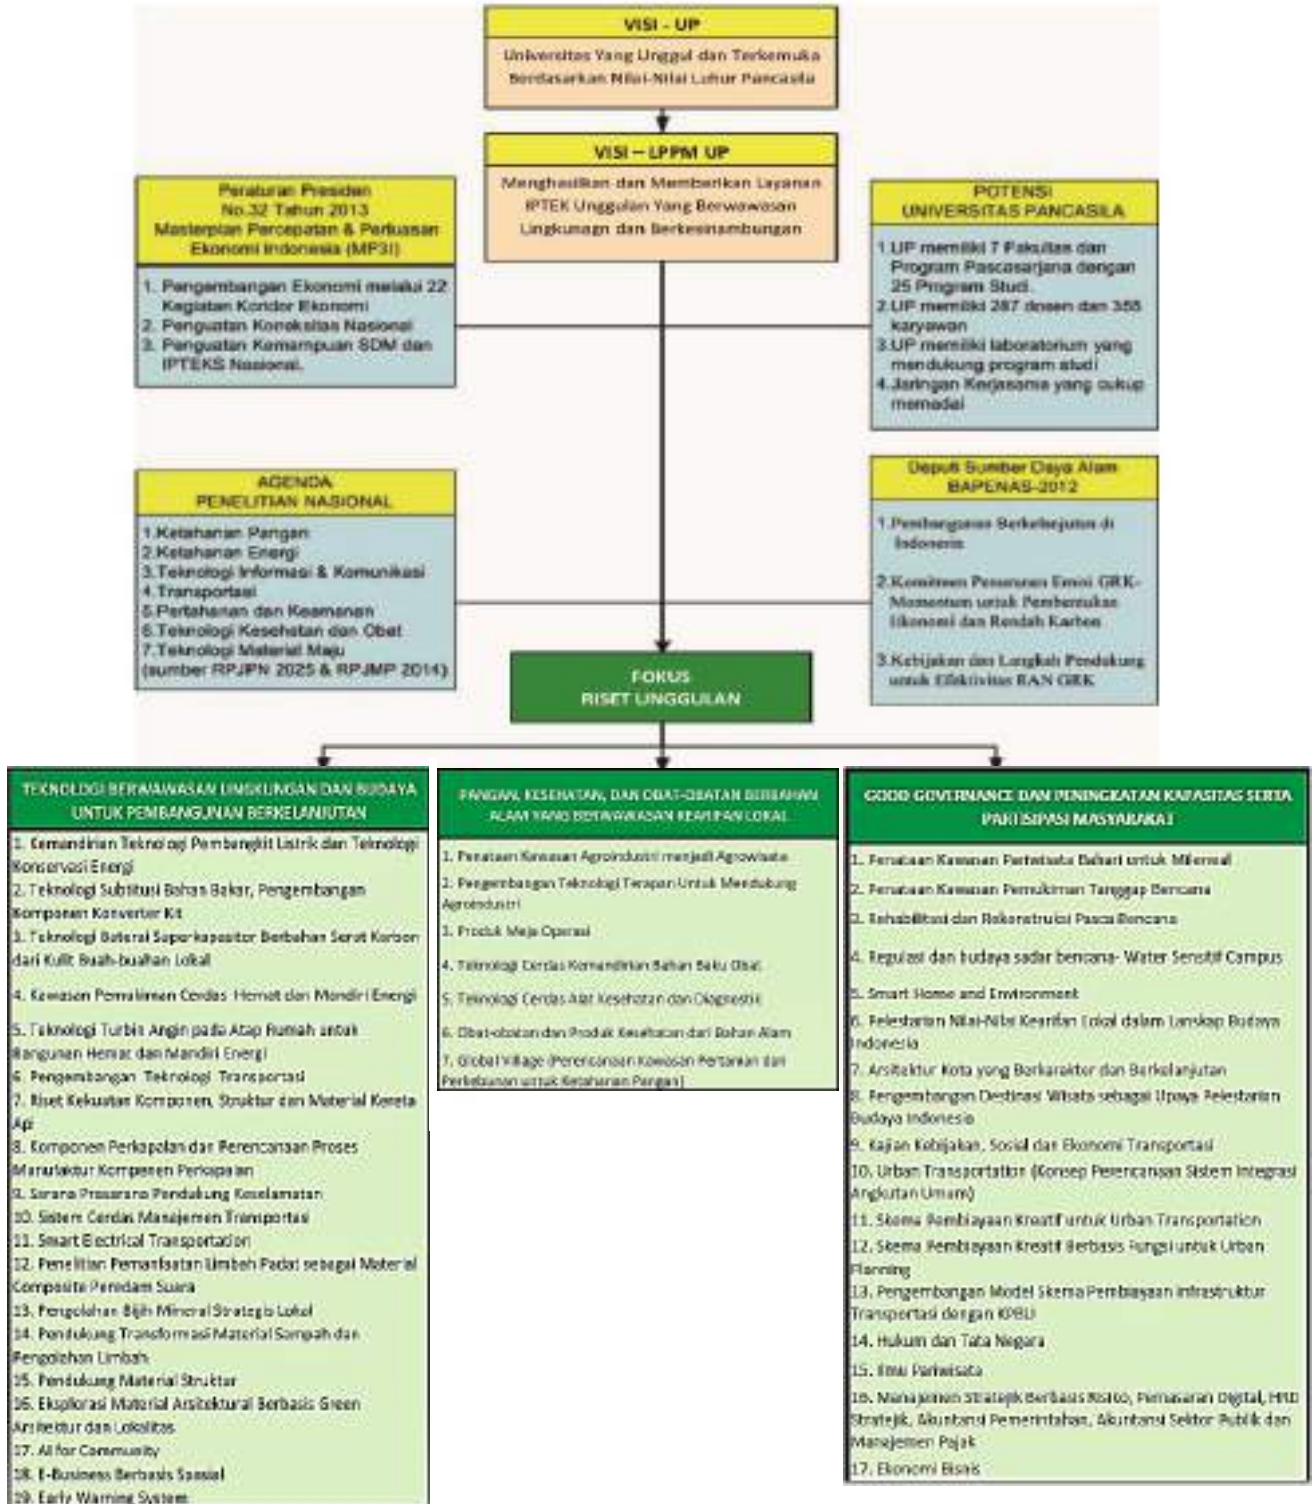 VISI - UP
Universitas Yang Unggul dan Terkemuka
Berdasarkan Nilai-Nilai Luhur Pancasila
VISI – LPPM UP
Menghasilkan dan Memberikan Layanan
IPTEK Unggulan Yang Berwawasan
Lingkunagn dan Berkesinambungan
Peraturan Presiden
No.32 Tahun 2013
Masterplan Percepatan & Perluasan
Ekonomi Indonesia (MP3I)
1. Pengembangan Ekonomi melalui 22
Kegiatan Koridor Ekonomi
2. Penguatan Koneksitas Nasional
3. Penguatan Kemampuan SDM dan
IPTEKS Nasional.
POTENSI
UNIVERSITAS PANCASILA
1.UP memiliki 7 Fakultas dan
Program Pascasarjana dengan
25 Program Studi.
2.UP memiliki 287 dosen dan 355
karyawan
3.UP memiliki laboratorium yang
mendukung program studi
4.Jaringan Kerjasama yang cukup
memadai
AGENDA
PENELITIAN NASIONAL
1.Ketahanan Pangan
2.Ketahanan Energi
3.Teknologi Informasi & Komunikasi
4.Transportasi
5.Pertahanan dan Keamanan
6.Teknologi Kesehatan dan Obat
7.Teknologi Material Maju
(sumber RPJPN 2025 & RPJMP 2014)
Deputi Sumber Daya Alam
BAPENAS-2012
1.Pembangunan Berkelanjutan di
Indonesia
2.Komitmen Penurunan Emisi GRK-
Momentum untuk Pembentukan
Ekonomi dan Rendah Karbon
3.Kebijakan dan Langkah Pendukung
untuk Efektivitas RAN GRK
FOKUS
RISET UNGGULAN
TEKNOLOGI BERWAWASAN LINGKUNGAN DAN BUDAYA
UNTUK PEMBANGUNAN BERKELANJUTAN
1. Kemandirian Teknologi Pembangkit Listrik dan Teknologi
Konservasi Energi
2. Teknologi Subtitusi Bahan Bakar, Pengembangan
Komponen Konverter Kit
3. Teknologi Baterai Superkapasitor Berbahan Serat Karbon
dari Kulit Buah-buahan Lokal
4. Kawasan Pemukiman Cerdas Hemat dan Mandiri Energi
5. Teknologi Turbin Angin pada Atap Rumah untuk
Bangunan Hemat dan Mandiri Energi
6. Pengembangan Teknologi Transportasi
7. Riset Kekuatan Komponen, Struktur dan Material Kereta
Api
8. Komponen Perkapalan dan Perencanaan Proses
Manufaktur Komponen Perkapalan
9. Sarana Prasarana Pendukung Keselamatan
10. Sistem Cerdas Manajemen Transportasi
11. Smart Electrical Transportation
12. Penelitian Pemanfaatan Limbah Padat sebagai Material
Composite Peredam Suara
13. Pengolahan Bijih Mineral Strategis Lokal
14. Pendukung Transformasi Material Sampah dan
Pengolahan Limbah
15. Pendukung Material Struktur
16. Eksplorasi Material Arsitektural Berbasis Green
Arsitektur dan Lokalitas
17. AI for Community
18. E-Business Berbasis Spasial
19. Early Warning System
PANGAN, KESEHATAN, DAN OBAT-OBATAN BERBAHAN
ALAM YANG BERWAWASAN KEARIFAN LOKAL
1. Penataan Kawasan Agroindustri menjadi Agrowisata
2. Pengembangan Teknologi Terapan Untuk Mendukung
Agroindustri
3. Produk Meja Operasi
4. Teknologi Cerdas Kemandirian Bahan Baku Obat
5. Teknologi Cerdas Alat Kesehatan dan Diagnostik
6. Obat-obatan dan Produk Kesehatan dari Bahan Alam
7. Global Village (Perencanaan Kawasan Pertanian dan
Perkebunan untuk Ketahanan Pangan)
GOOD GOVERNANCE DAN PENINGKATAN KAPASITAS SERTA
PARTISIPASI MASYARAKAT
1. Penataan Kawasan Pariwisata Bahari untuk Milenial
2. Penataan Kawasan Pemukiman Tanggap Bencana
3. Rehabilitasi dan Rekonstruksi Pasca Bencana
4. Regulasi dan budaya sadar bencana- Water Sensitif Campus
5. Smart Home and Environment
6. Pelestarian Nilai-Nilai Kearifan Lokal dalam Lanskap Budaya
Indonesia
7. Arsitektur Kota yang Berkarakter dan Berkelanjutan
8. Pengembangan Destinasi Wisata sebagai Upaya Pelestarian
Budaya Indonesia
9. Kajian Kebijakan, Sosial dan Ekonomi Transportasi
10. Urban Transportation (Konsep Perencanaan Sistem Integrasi
Angkutan Umum)
11. Skema Pembiayaan Kreatif untuk Urban Transportation
12. Skema Pembiayaan Kreatif Berbasis Fungsi untuk Urban
Planning
13. Pengembangan Model Skema Pembiayaan Infrastruktur
Transportasi dengan KPBU
14. Hukum dan Tata Negara
15. Ilmu Pariwisata
16. Manajemen Stratejik Berbasis Risiko, Pemasaran Digital, HRD
Stratejik, Akuntansi Pemerintahan, Akuntansi Sektor Publik dan
Manajemen Pajak
17. Ekonomi Bisnis